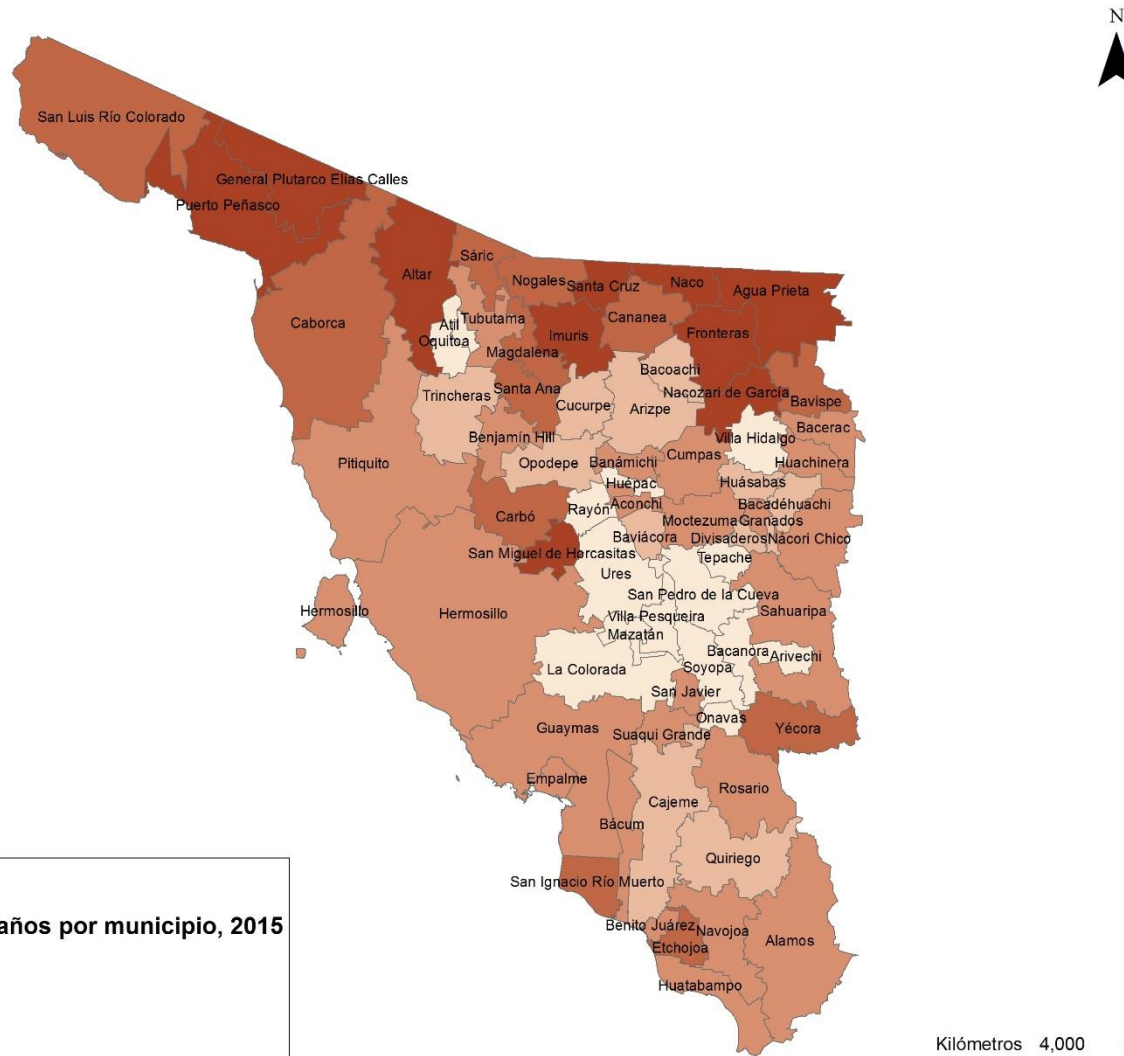 N
San Luis Río Colorado
General Plutarco Elías Calles
Puerto Peñasco
Altar
Sáric
Nogales
Santa Cruz
Naco
Agua Prieta
Caborca
Atil
Tubutama
Oquitoa
Imuris
Cananea
Fronteras
Magdalena
Bacoachi
Trincheras
Santa Ana
Cucurpe
Arizpe
Nacozari de García
Bavispe
Benjamín Hill
Villa Hidalgo
Bacerac
Pitiquito
Opodepe
Banámichi
Cumpas
Huachinera
Huépac
Huásabas
Carbó
Rayón
Aconchi
Bacadéhuachi
Moctezuma
Granados
Baviácora
Divisaderos
Nácori Chico
San Miguel de Horcasitas
Tepache
Ures
San Pedro de la Cueva
Hermosillo
Hermosillo
Sahuaripa
Villa Pesqueira
Mazatán
Bacanora
Arivechi
La Colorada
Soyopa
San Javier
Onavas
Guaymas
Suaqui Grande
Yécora
Empalme
Rosario
Cajeme
Bácum
Quiriego
San Ignacio Río Muerto
Benito Juárez
Navojoa
Etchojoa
Alamos
Huatabampo
años por municipio, 2015
Kilómetros 4,000